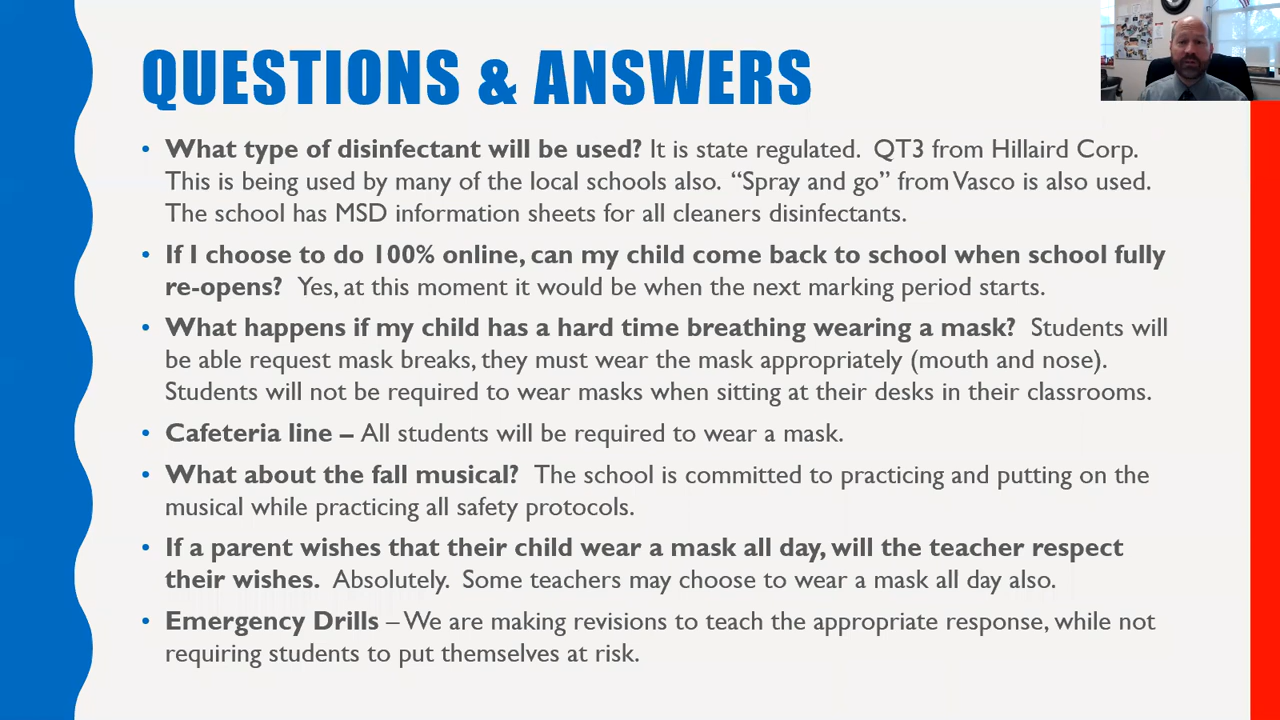 QUESTIONS & ANSWERS
• What type of disinfectant will be used? It is state regulated. QT3 from Hillaird Corp.
This is being used by many of the local schools also. “Spray and go” from Vasco is also used.
The school has MSD information sheets for all cleaners disinfectants.
• If I choose to do 100% online, can my child come back to school when school fully
re-opens? Yes, at this moment it would be when the next marking period starts.
• What happens if my child has a hard time breathing wearing a mask? Students will
be able request mask breaks, they must wear the mask appropriately (mouth and nose).
Students will not be required to wear masks when sitting at their desks in their classrooms.
• Cafeteria line – All students will be required to wear a mask.
• What about the fall musical? The school is committed to practicing and putting on the
musical while practicing all safety protocols.
• If a parent wishes that their child wear a mask all day, will the teacher respect
their wishes. Absolutely. Some teachers may choose to wear a mask all day also.
• Emergency Drills – We are making revisions to teach the appropriate response, while not
requiring students to put themselves at risk.